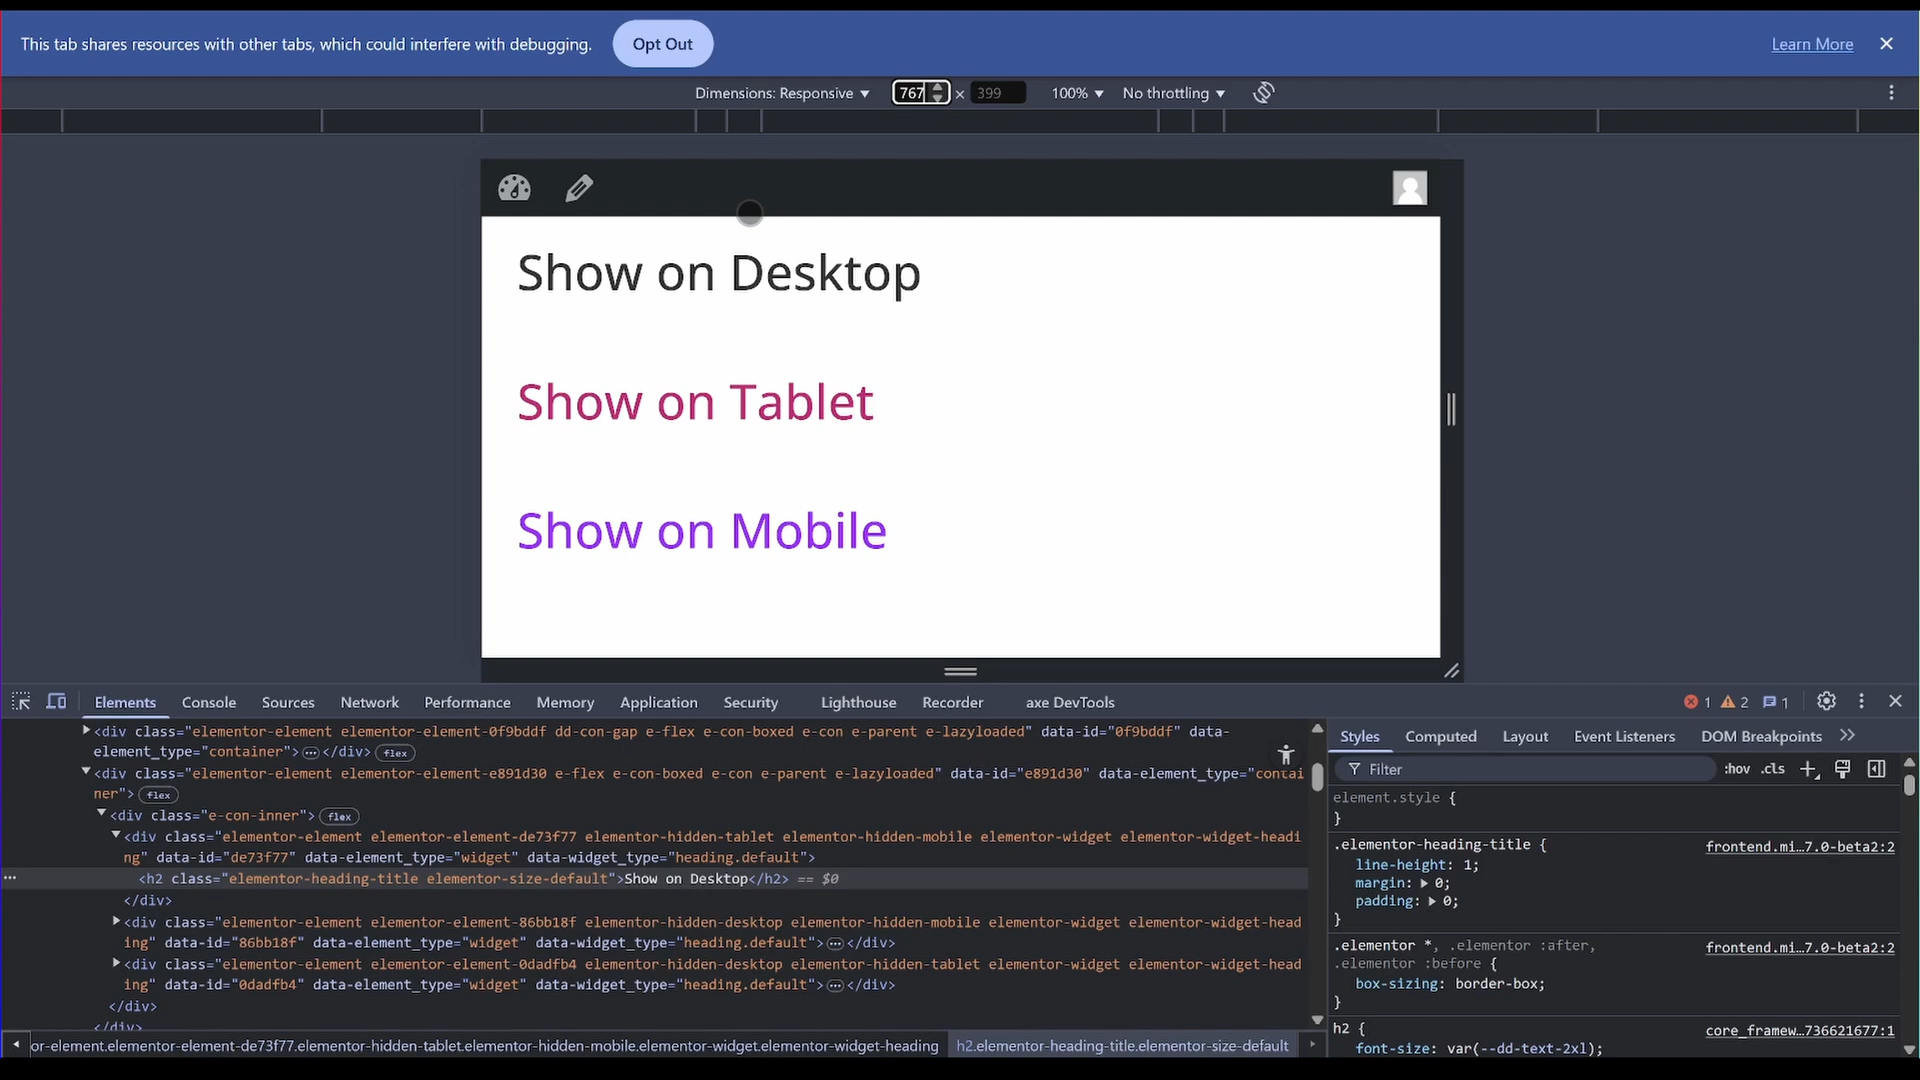 This tab shares resources with other tabs, which could interfere with debugging. Opt Out Learn More
Dimensions: Responsive 767 × 399 100% No throttling
Show on Desktop
Show on Tablet
Show on Mobile
Elements Console Sources Network Performance Memory Application Security Lighthouse Recorder axe DevTools 1 2 1
<div class="elementor-element elementor-element-0f9bddf dd-con-gap e-flex e-con-boxed e-con e-parent e-lazyloaded" data-id="0f9bddf" data-
element_type="container"> … </div> flex
<div class="elementor-element elementor-element-e891d30 e-flex e-con-boxed e-con e-parent e-lazyloaded" data-id="e891d30" data-element_type="contai
ner"> flex
<div class="e-con-inner"> flex
<div class="elementor-element elementor-element-de73f77 elementor-hidden-tablet elementor-hidden-mobile elementor-widget elementor-widget-headi
ng" data-id="de73f77" data-element_type="widget" data-widget_type="heading.default">
… <h2 class="elementor-heading-title elementor-size-default">Show on Desktop</h2> == $0
</div>
<div class="elementor-element elementor-element-86bb18f elementor-hidden-desktop elementor-hidden-mobile elementor-widget elementor-widget-head
ing" data-id="86bb18f" data-element_type="widget" data-widget_type="heading.default"> … </div>
<div class="elementor-element elementor-element-0dadfb4 elementor-hidden-desktop elementor-hidden-tablet elementor-widget elementor-widget-head
ing" data-id="0dadfb4" data-element_type="widget" data-widget_type="heading.default"> … </div>
</div>
</div>
or-element.elementor-element-de73f77.elementor-hidden-tablet.elementor-hidden-mobile.elementor-widget.elementor-widget-heading h2.elementor-heading-title.elementor-size-default
Styles Computed Layout Event Listeners DOM Breakpoints
Filter :hov .cls
element.style {
}
.elementor-heading-title { frontend.mi…7.0-beta2:2
line-height: 1;
margin: 0;
padding: 0;
}
.elementor *, .elementor :after, frontend.mi…7.0-beta2:2
.elementor :before {
box-sizing: border-box;
}
h2 { core_framew…736621677:1
font-size: var(--dd-text-2xl);